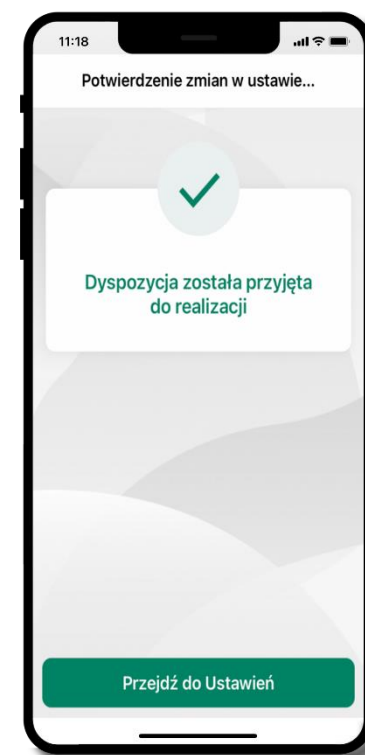 11:18
Potwierdzenie zmian w ustawie...
Dyspozycja została przyjęta
do realizacji
Przejdź do Ustawień